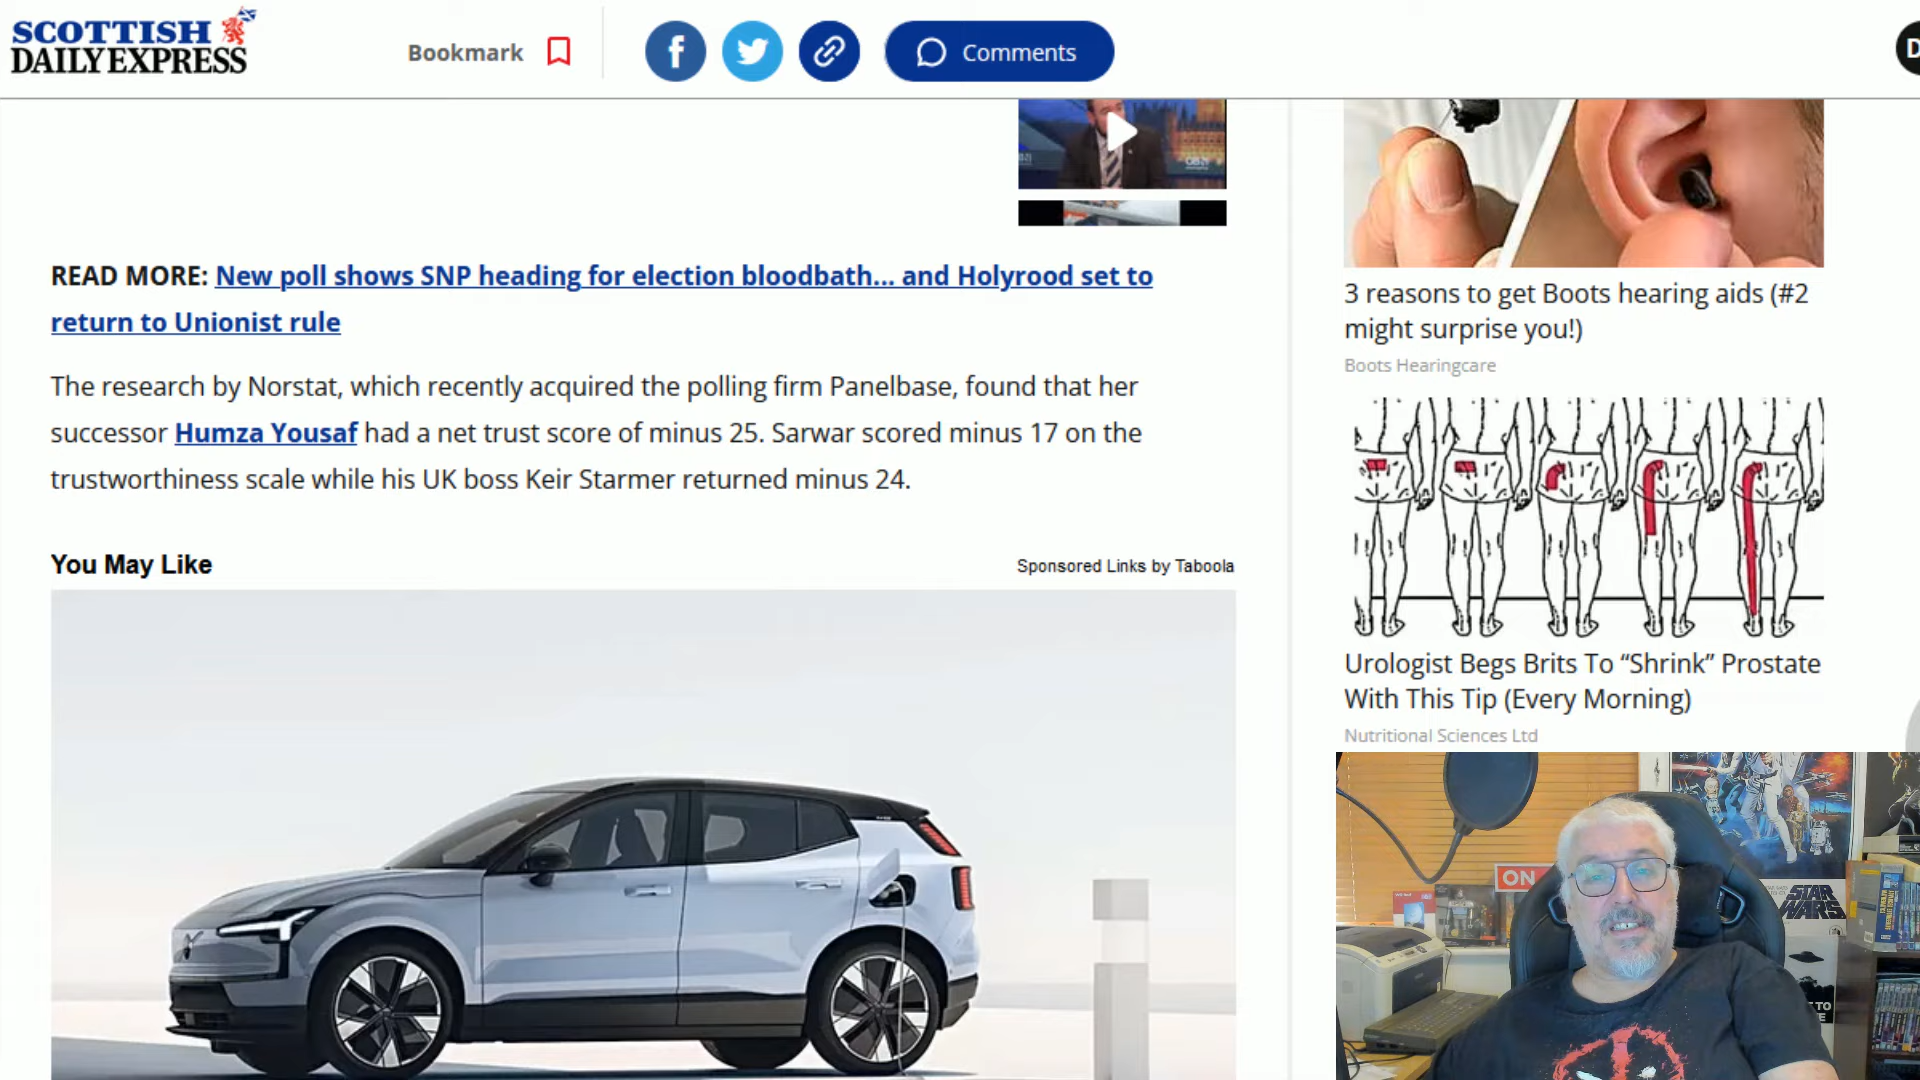 SCOTTISH
DAILY EXPRESS
Bookmark
f
Comments
D
READ MORE: New poll shows SNP heading for election bloodbath... and Holyrood set to
return to Unionist rule
The research by Norstat, which recently acquired the polling firm Panelbase, found that her
successor Humza Yousaf had a net trust score of minus 25. Sarwar scored minus 17 on the
trustworthiness scale while his UK boss Keir Starmer returned minus 24.
You May Like
Sponsored Links by Taboola
3 reasons to get Boots hearing aids (#2
might surprise you!)
Boots Hearingcare
Urologist Begs Brits To “Shrink” Prostate
With This Tip (Every Morning)
Nutritional Sciences Ltd
ON
STAR
WARS